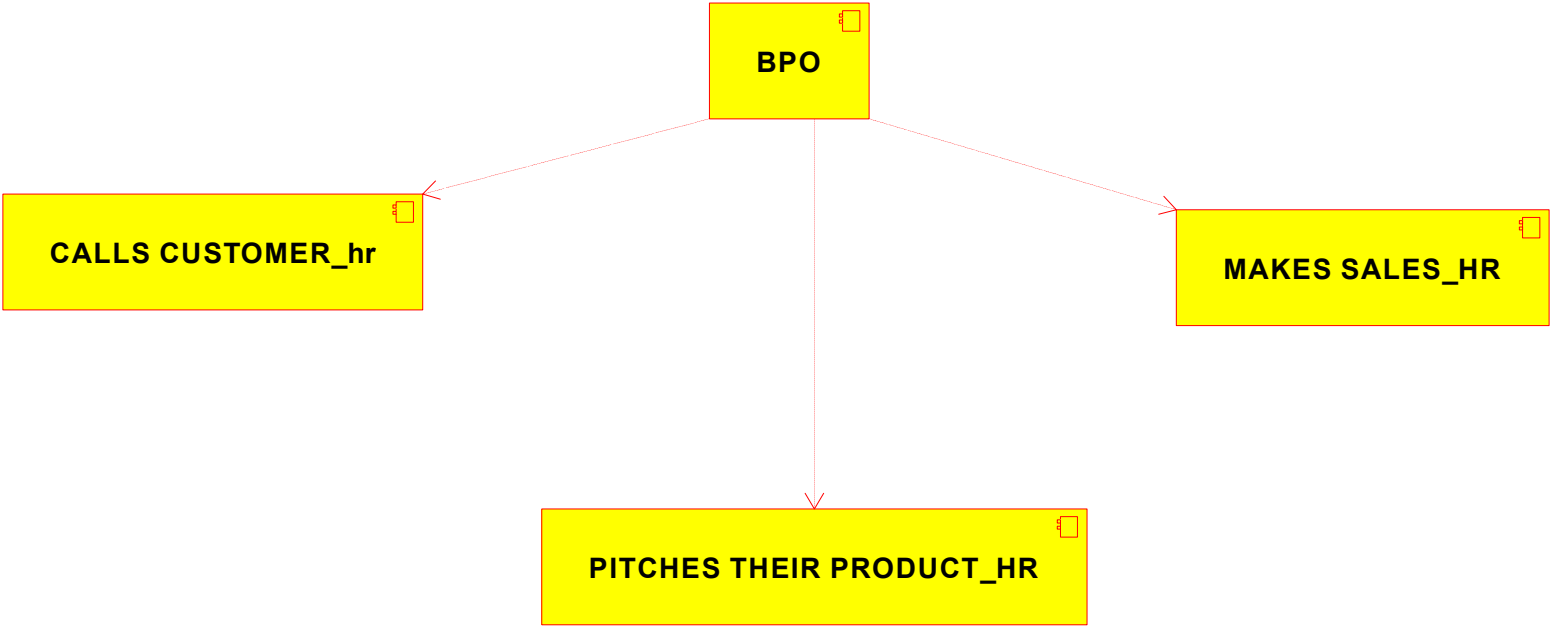 BPO
CALLS CUSTOMER_hr
MAKES SALES_HR
PITCHES THEIR PRODUCT_HR